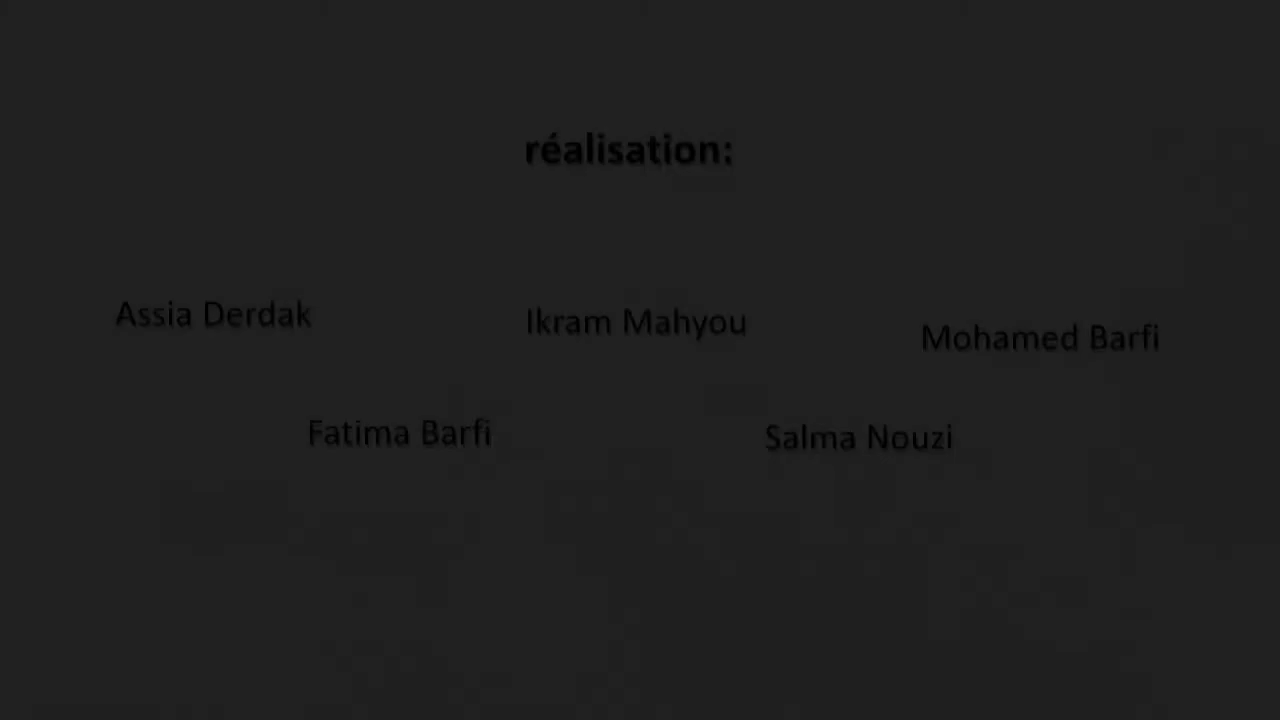 réalisation:
Assia Derdak
Ikram Mahyou
Mohamed Barfi
Fatima Barfi
Salma Nouzi